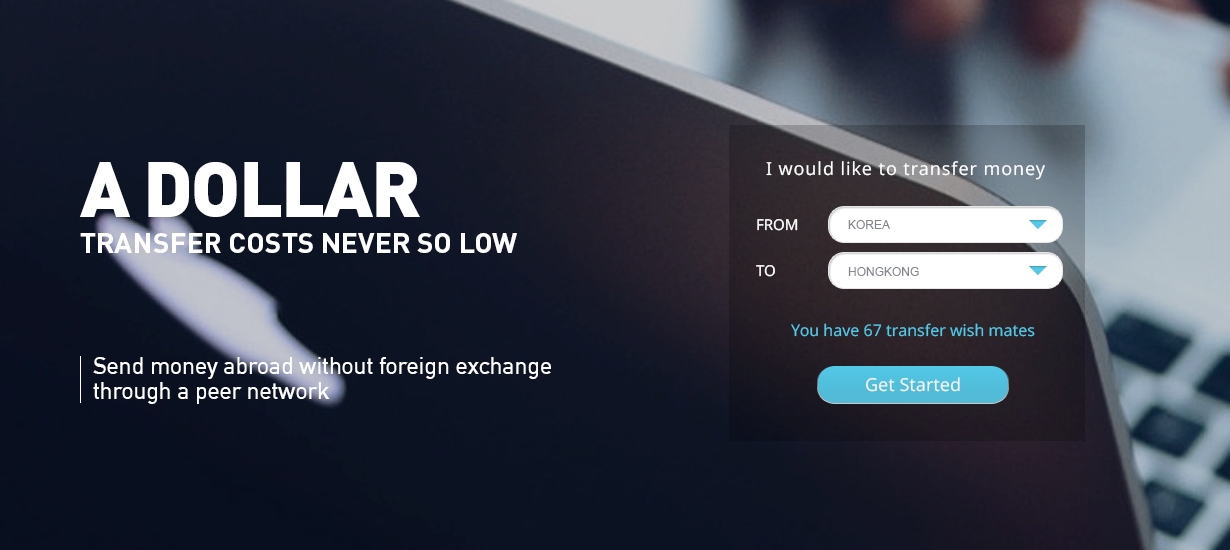 A DOLLAR
TRANSFER COSTS NEVER SO LOW
Send money abroad without foreign exchange
through a peer network
I would like to transfer money
FROM KOREA
TO HONGKONG
You have 67 transfer wish mates
Get Started